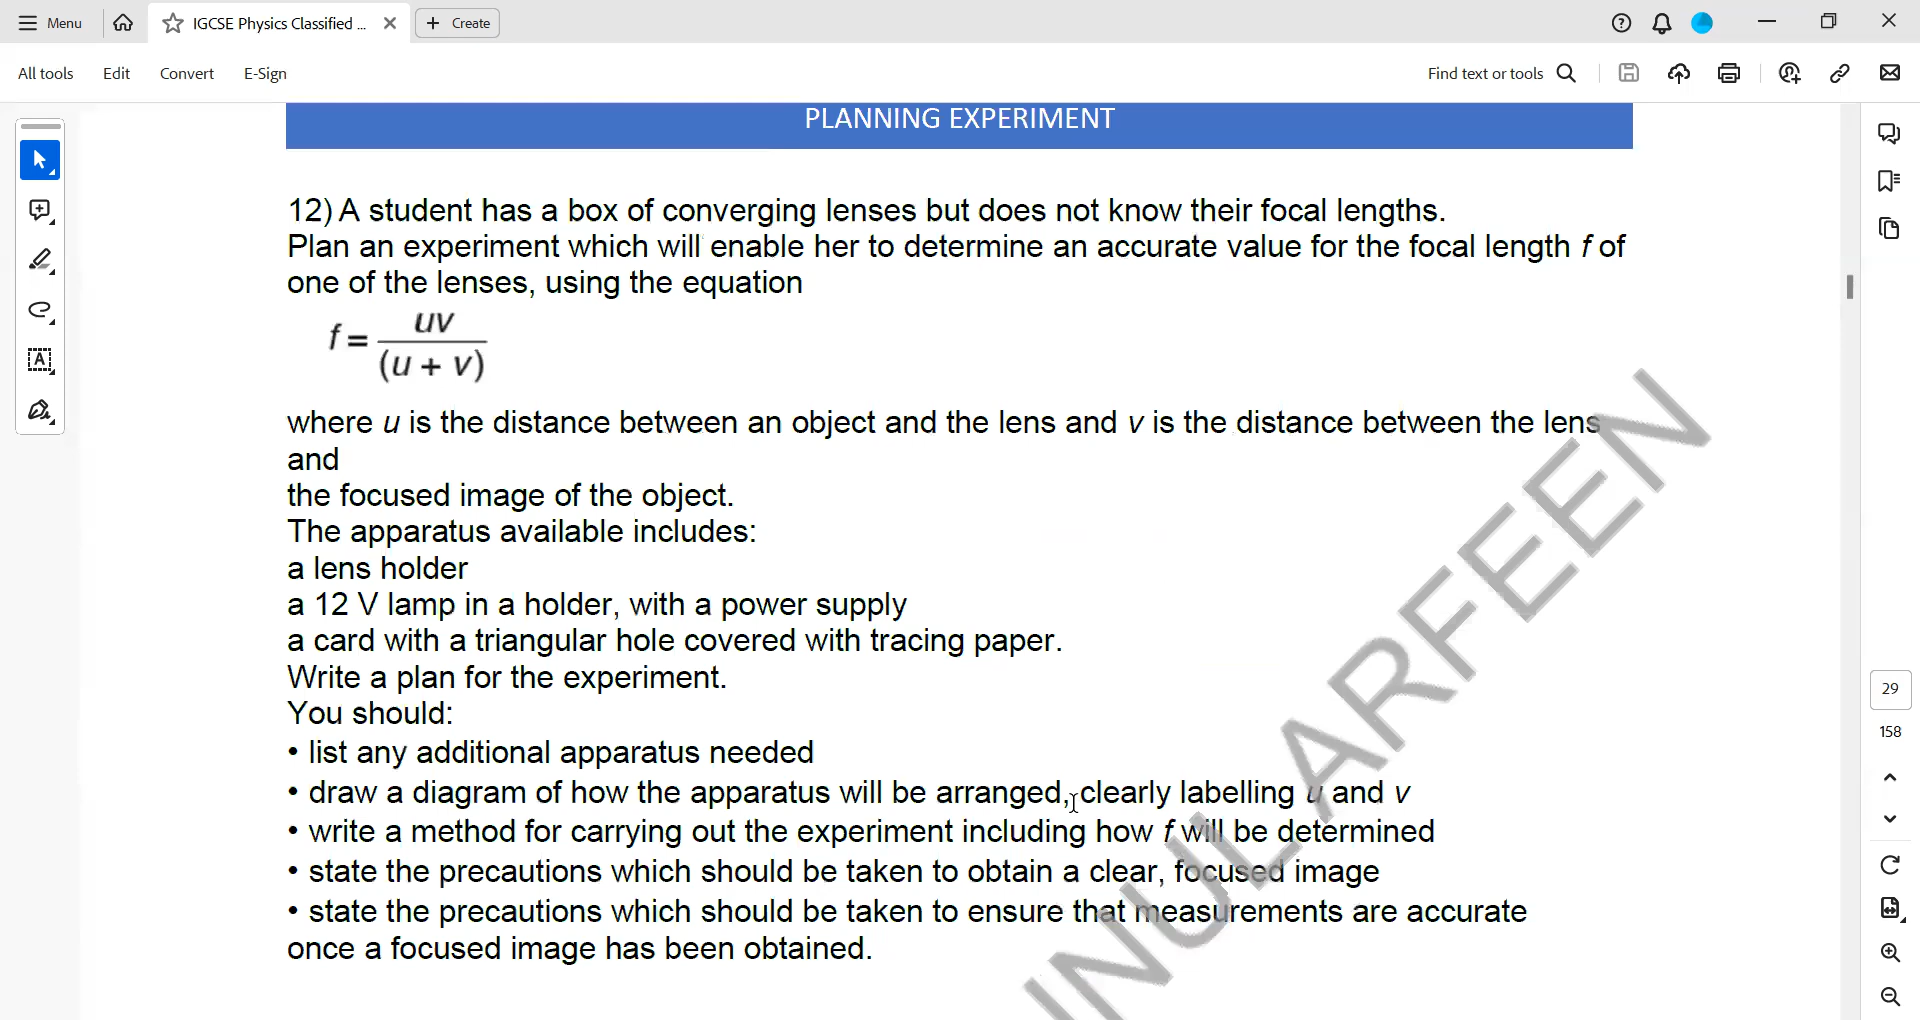 Menu
IGCSE Physics Classified ...
Create
All tools
Edit
Convert
E-Sign
Find text or tools
PLANNING EXPERIMENT
12) A student has a box of converging lenses but does not know their focal lengths.
Plan an experiment which will enable her to determine an accurate value for the focal length f of
one of the lenses, using the equation
f = uv / (u + v)
where u is the distance between an object and the lens and v is the distance between the lens
and
the focused image of the object.
The apparatus available includes:
a lens holder
a 12 V lamp in a holder, with a power supply
a card with a triangular hole covered with tracing paper.
Write a plan for the experiment.
You should:
• list any additional apparatus needed
• draw a diagram of how the apparatus will be arranged, clearly labelling u and v
• write a method for carrying out the experiment including how f will be determined
• state the precautions which should be taken to obtain a clear, focused image
• state the precautions which should be taken to ensure that measurements are accurate
once a focused image has been obtained.
INUL ARFEEN
29
158